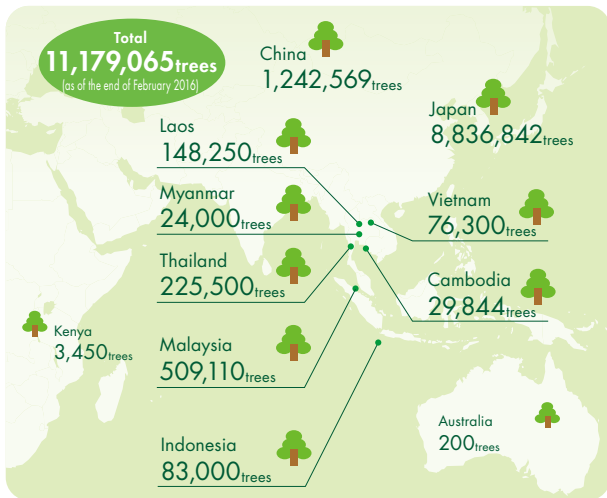 Total
11,179,065trees
(as of the end of February 2016)
China
1,242,569trees
Japan
8,836,842trees
Laos
148,250trees
Myanmar
24,000trees
Vietnam
76,300trees
Thailand
225,500trees
Cambodia
29,844trees
Kenya
3,450trees
Malaysia
509,110trees
Australia
200trees
Indonesia
83,000trees